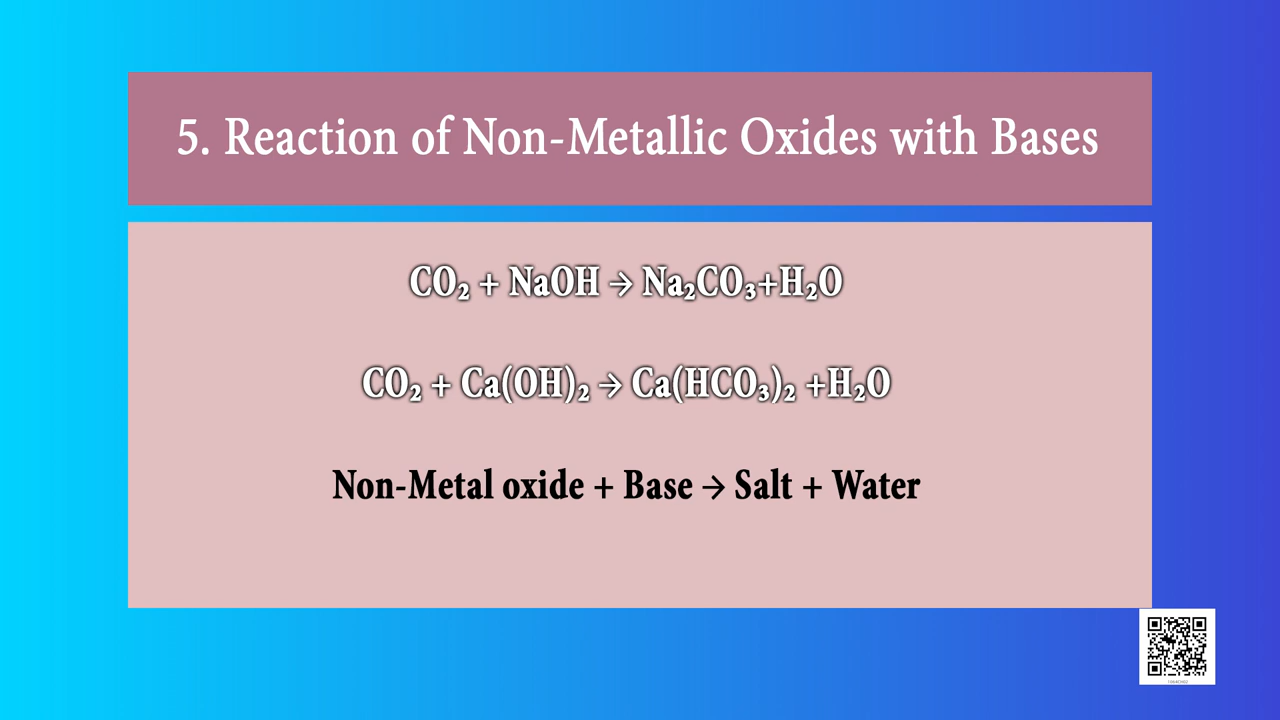 5. Reaction of Non-Metallic Oxides with Bases
CO₂ + NaOH → Na₂CO₃+H₂O
CO₂ + Ca(OH)₂ → Ca(HCO₃)₂ +H₂O
Non-Metal oxide + Base → Salt + Water